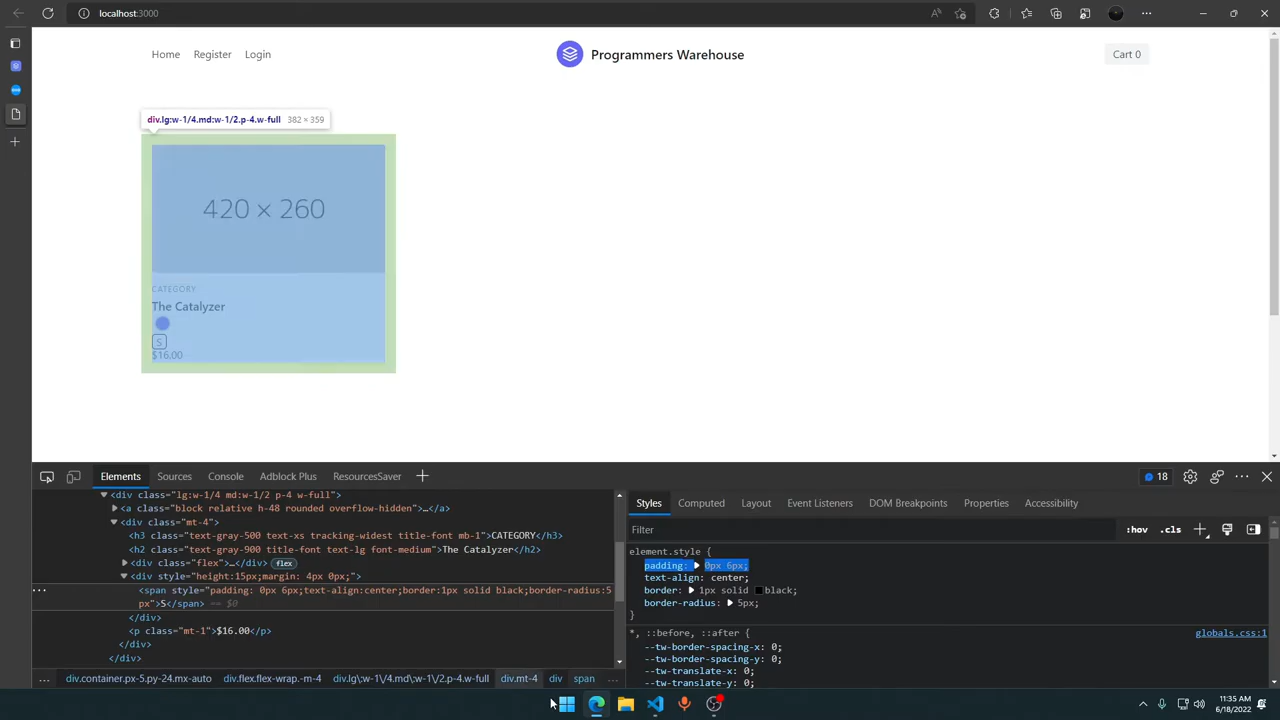 localhost:3000
Home Register Login Programmers Warehouse Cart 0
div.lg:w-1/4.md:w-1/2.p-4.w-full 382 × 359
420 × 260
CATEGORY
The Catalyzer
S
$16.00
Elements Sources Console Adblock Plus ResourcesSaver 18
<div class="lg:w-1/4 md:w-1/2 p-4 w-full">
<a class="block relative h-48 rounded overflow-hidden">…</a>
<div class="mt-4">
<h3 class="text-gray-500 text-xs tracking-widest title-font mb-1">CATEGORY</h3>
<h2 class="text-gray-900 title-font text-lg font-medium">The Catalyzer</h2>
<div class="flex">…</div> flex
<div style="height:15px;margin: 4px 0px;">
<span style="padding: 0px 6px;text-align:center;border:1px solid black;border-radius:5
px">S</span> == $0
</div>
<p class="mt-1">$16.00</p>
</div>
</div>
... div.container.px-5.py-24.mx-auto div.flex.flex-wrap.-m-4 div.lg\:w-1\/4.md\:w-1\/2.p-4.w-full div.mt-4 div span ...
Styles Computed Layout Event Listeners DOM Breakpoints Properties Accessibility
Filter :hov .cls
element.style {
padding: 0px 6px;
text-align: center;
border: 1px solid black;
border-radius: 5px;
}
*, ::before, ::after { globals.css:1
--tw-border-spacing-x: 0;
--tw-border-spacing-y: 0;
--tw-translate-x: 0;
--tw-translate-y: 0;
11:35 AM
6/18/2022